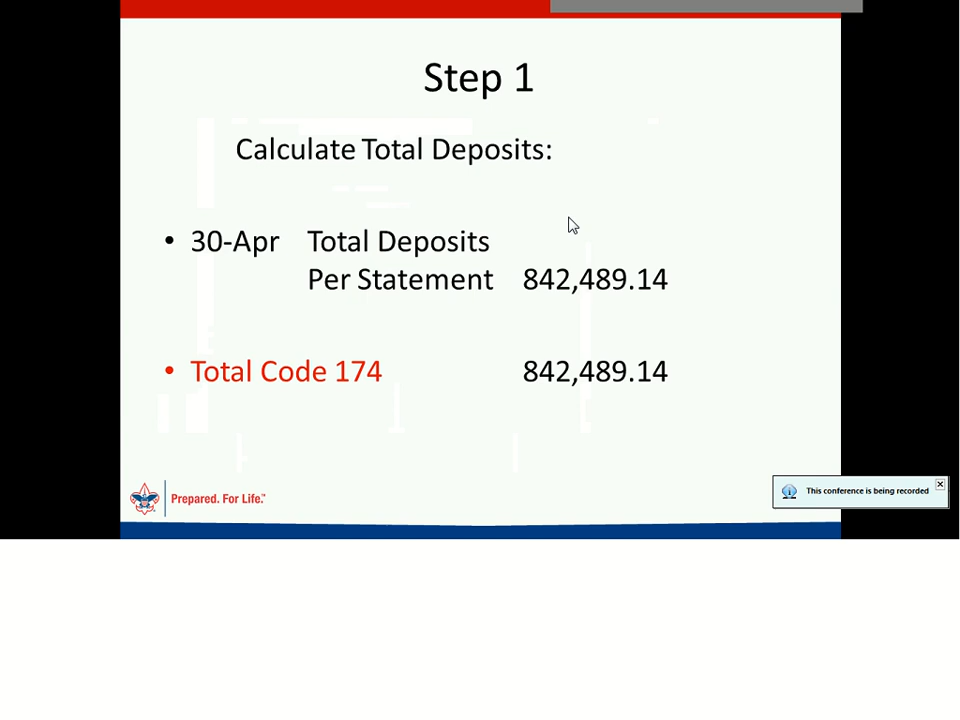 Step 1
Calculate Total Deposits:
• 30-Apr Total Deposits
Per Statement 842,489.14
• Total Code 174 842,489.14
Prepared. For Life.™
This conference is being recorded